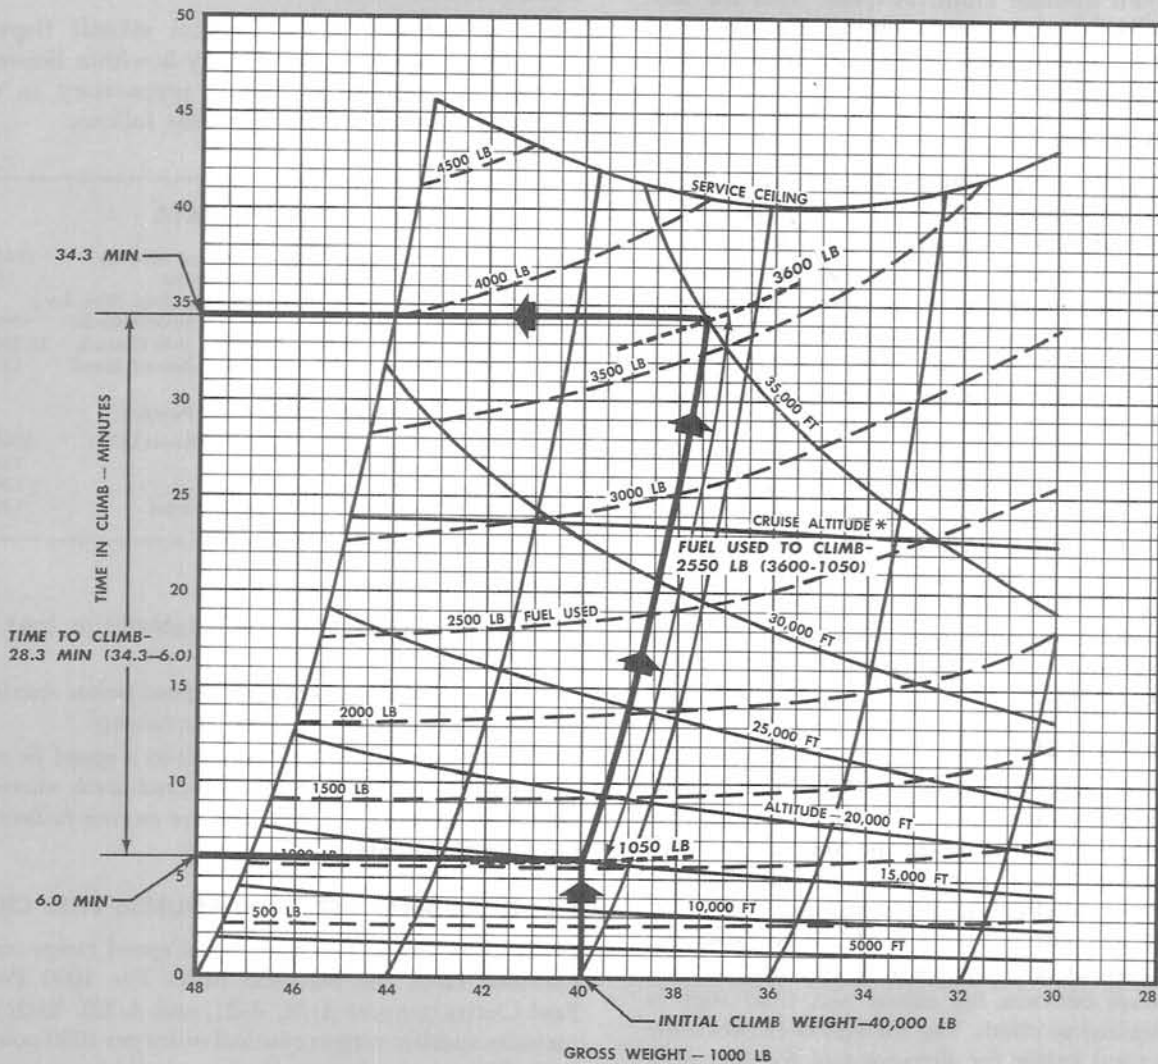 50
45
40
35
30
25
20
15
10
5
0
48
46
44
42
40
38
36
34
32
30
28
TIME IN CLIMB — MINUTES
GROSS WEIGHT — 1000 LB
34.3 MIN
TIME TO CLIMB-
28.3 MIN (34.3–6.0)
6.0 MIN
4500 LB
SERVICE CEILING
4000 LB
3600 LB
3500 LB
35,000 FT
3000 LB
CRUISE ALTITUDE *
FUEL USED TO CLIMB-
2550 LB (3600-1050)
2500 LB FUEL USED
30,000 FT
2000 LB
25,000 FT
1500 LB
ALTITUDE — 20,000 FT
1050 LB
1000 LB
15,000 FT
10,000 FT
500 LB
5000 FT
INITIAL CLIMB WEIGHT—40,000 LB